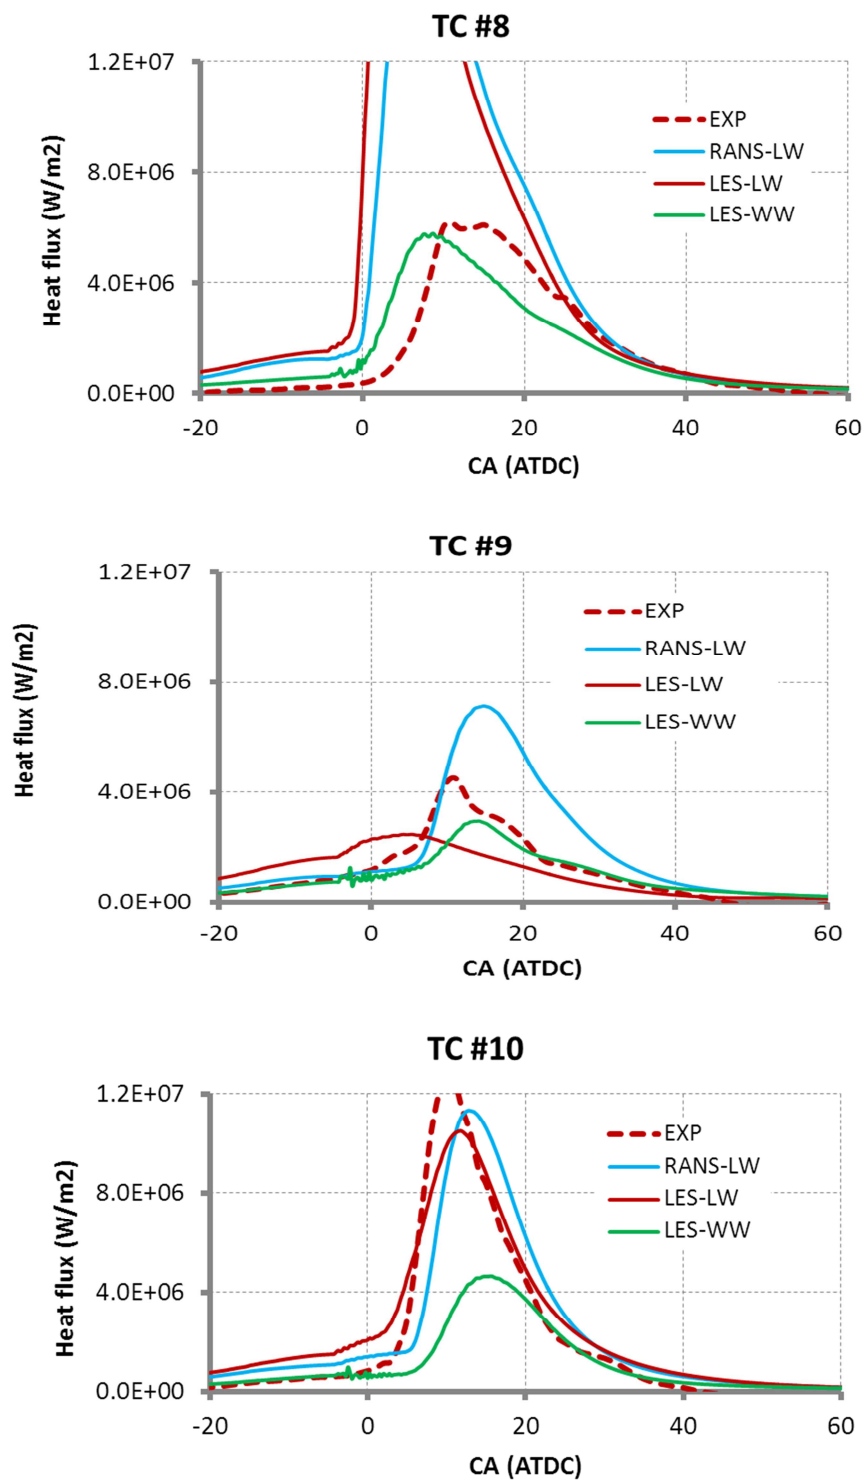 TC #8
1.2E+07
8.0E+06
4.0E+06
0.0E+00
Heat flux (W/m2)
EXP
RANS-LW
LES-LW
LES-WW
-20
0
20
40
60
CA (ATDC)
TC #9
1.2E+07
8.0E+06
4.0E+06
0.0E+00
Heat flux (W/m2)
EXP
RANS-LW
LES-LW
LES-WW
-20
0
20
40
60
CA (ATDC)
TC #10
1.2E+07
8.0E+06
4.0E+06
0.0E+00
Heat flux (W/m2)
EXP
RANS-LW
LES-LW
LES-WW
-20
0
20
40
60
CA (ATDC)